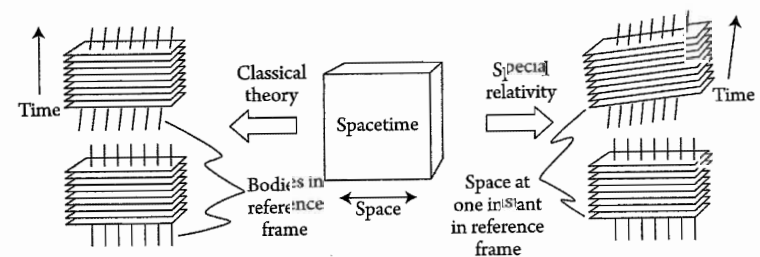 Time
Classical
theory
Spacetime
Special
relativity
Time
Bodies in
reference
frame
Space
Space at
one instant
in reference
frame